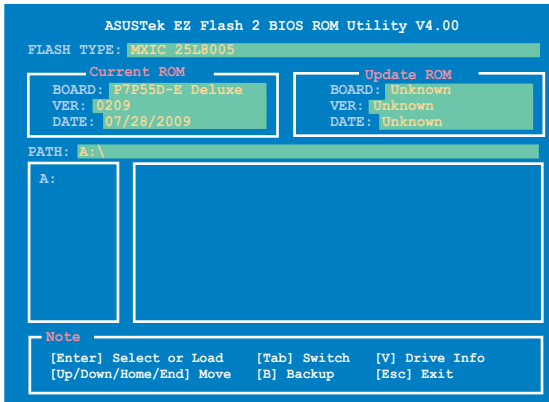 ASUSTek EZ Flash 2 BIOS ROM Utility V4.00
FLASH TYPE: MXIC 25L8005
Current ROM
BOARD: P7P55D-E Deluxe
VER: 0209
DATE: 07/28/2009
Update ROM
BOARD: Unknown
VER: Unknown
DATE: Unknown
PATH: A:\
A:
Note
[Enter] Select or Load [Tab] Switch [V] Drive Info
[Up/Down/Home/End] Move [B] Backup [Esc] Exit